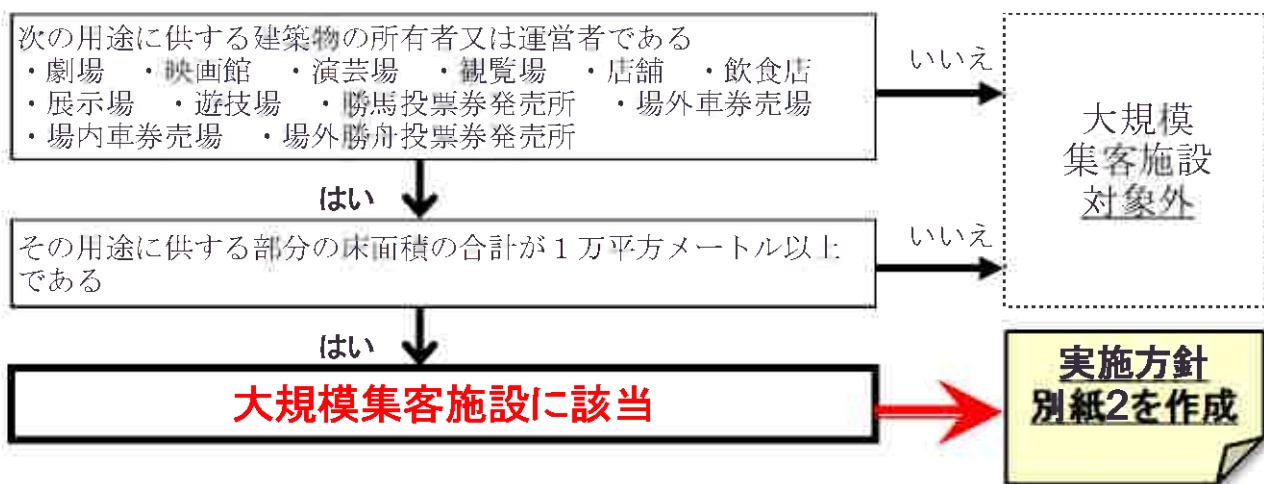 次の用途に供する建築物の所有者又は運営者である
・劇場　・映画館　・演芸場　・観覧場　・店舗　・飲食店
・展示場　・遊技場　・勝馬投票券発売所　・場外車券売場
・場内車券売場　・場外勝舟投票券発売所
いいえ
はい
その用途に供する部分の床面積の合計が１万平方メートル以上
である
いいえ
大規模
集客施設
対象外
はい
大規模集客施設に該当
実施方針
別紙2を作成